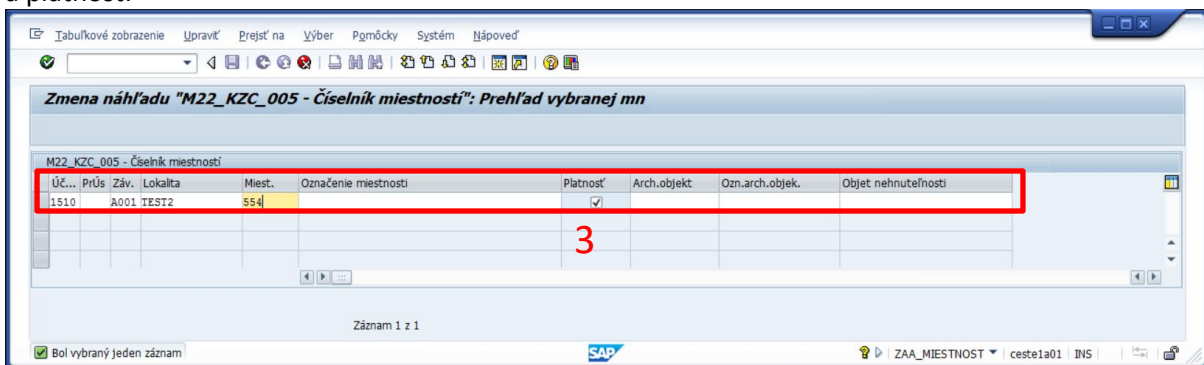 a platnosť.
Tabuľkové zobrazenie Upraviť Prejsť na Výber Pomôcky Systém Nápoveď
Zmena náhľadu "M22_KZC_005 - Číselník miestností": Prehľad vybranej mn
M22_KZC_005 - Číselník miestností
Úč... PrÚs Záv. Lokalita Miest. Označenie miestnosti Platnosť Arch.objekt Ozn.arch.objek. Objet nehnuteľnosti
1510 A001 TEST2 554
3
Záznam 1 z 1
Bol vybraný jeden záznam SAP ZAA_MIESTNOST ceste1a01 INS